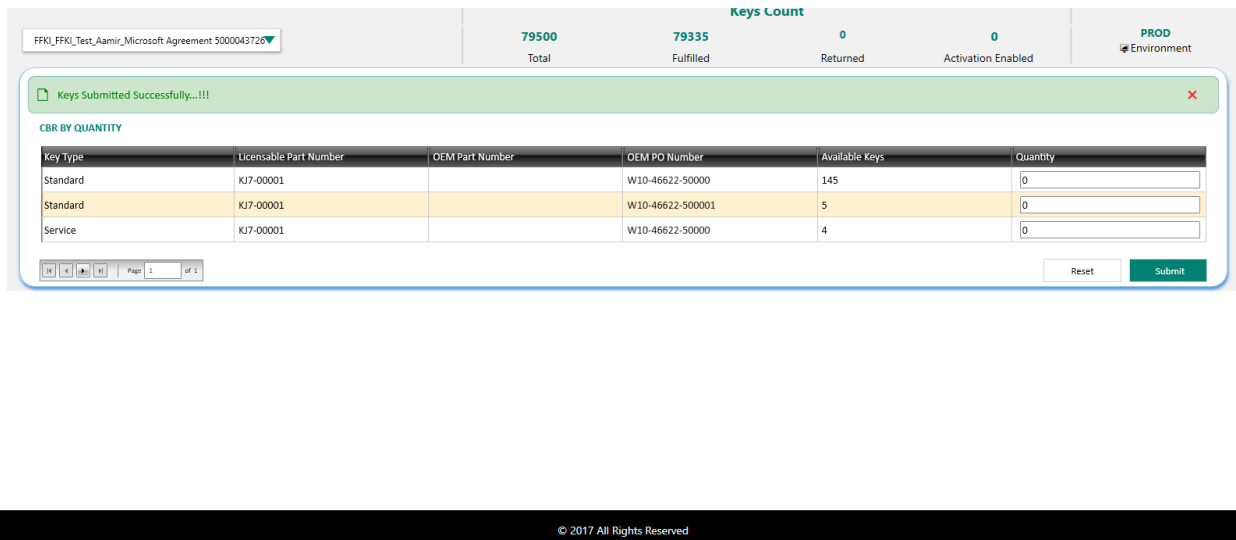 Keys Count
FFKI_FFKI_Test_Aamir_Microsoft Agreement 5000043726
79500 79335 0 0 PROD
Total Fulfilled Returned Activation Enabled Environment
Keys Submitted Successfully...!!!
CBR BY QUANTITY
Key Type Licensable Part Number OEM Part Number OEM PO Number Available Keys Quantity
Standard KJ7-00001 W10-46622-50000 145 0
Standard KJ7-00001 W10-46622-500001 5 0
Service KJ7-00001 W10-46622-50000 4 0
Page 1 of 1 Reset Submit
© 2017 All Rights Reserved